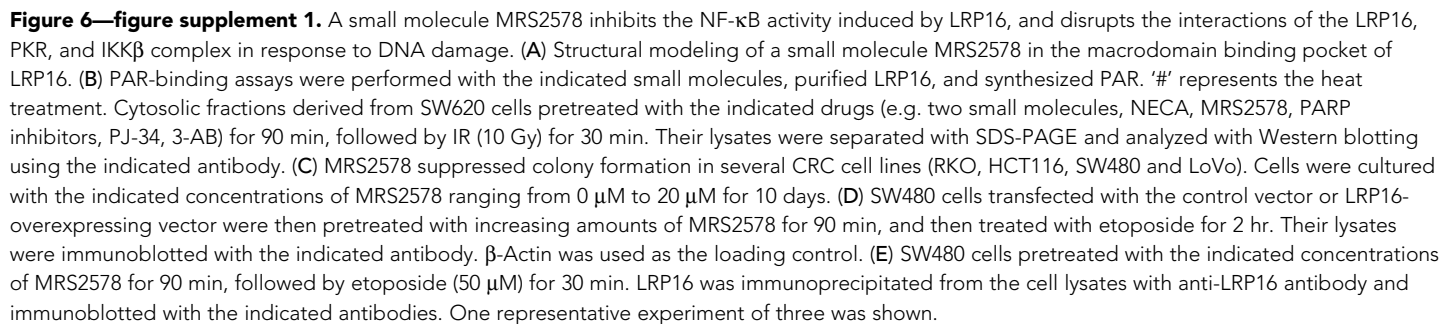 Figure 6—figure supplement 1. A small molecule MRS2578 inhibits the NF-κB activity induced by LRP16, and disrupts the interactions of the LRP16,
PKR, and IKKβ complex in response to DNA damage. (A) Structural modeling of a small molecule MRS2578 in the macrodomain binding pocket of
LRP16. (B) PAR-binding assays were performed with the indicated small molecules, purified LRP16, and synthesized PAR. ‘#’ represents the heat
treatment. Cytosolic fractions derived from SW620 cells pretreated with the indicated drugs (e.g. two small molecules, NECA, MRS2578, PARP
inhibitors, PJ-34, 3-AB) for 90 min, followed by IR (10 Gy) for 30 min. Their lysates were separated with SDS-PAGE and analyzed with Western blotting
using the indicated antibody. (C) MRS2578 suppressed colony formation in several CRC cell lines (RKO, HCT116, SW480 and LoVo). Cells were cultured
with the indicated concentrations of MRS2578 ranging from 0 μM to 20 μM for 10 days. (D) SW480 cells transfected with the control vector or LRP16-
overexpressing vector were then pretreated with increasing amounts of MRS2578 for 90 min, and then treated with etoposide for 2 hr. Their lysates
were immunoblotted with the indicated antibody. β-Actin was used as the loading control. (E) SW480 cells pretreated with the indicated concentrations
of MRS2578 for 90 min, followed by etoposide (50 μM) for 30 min. LRP16 was immunoprecipitated from the cell lysates with anti-LRP16 antibody and
immunoblotted with the indicated antibodies. One representative experiment of three was shown.